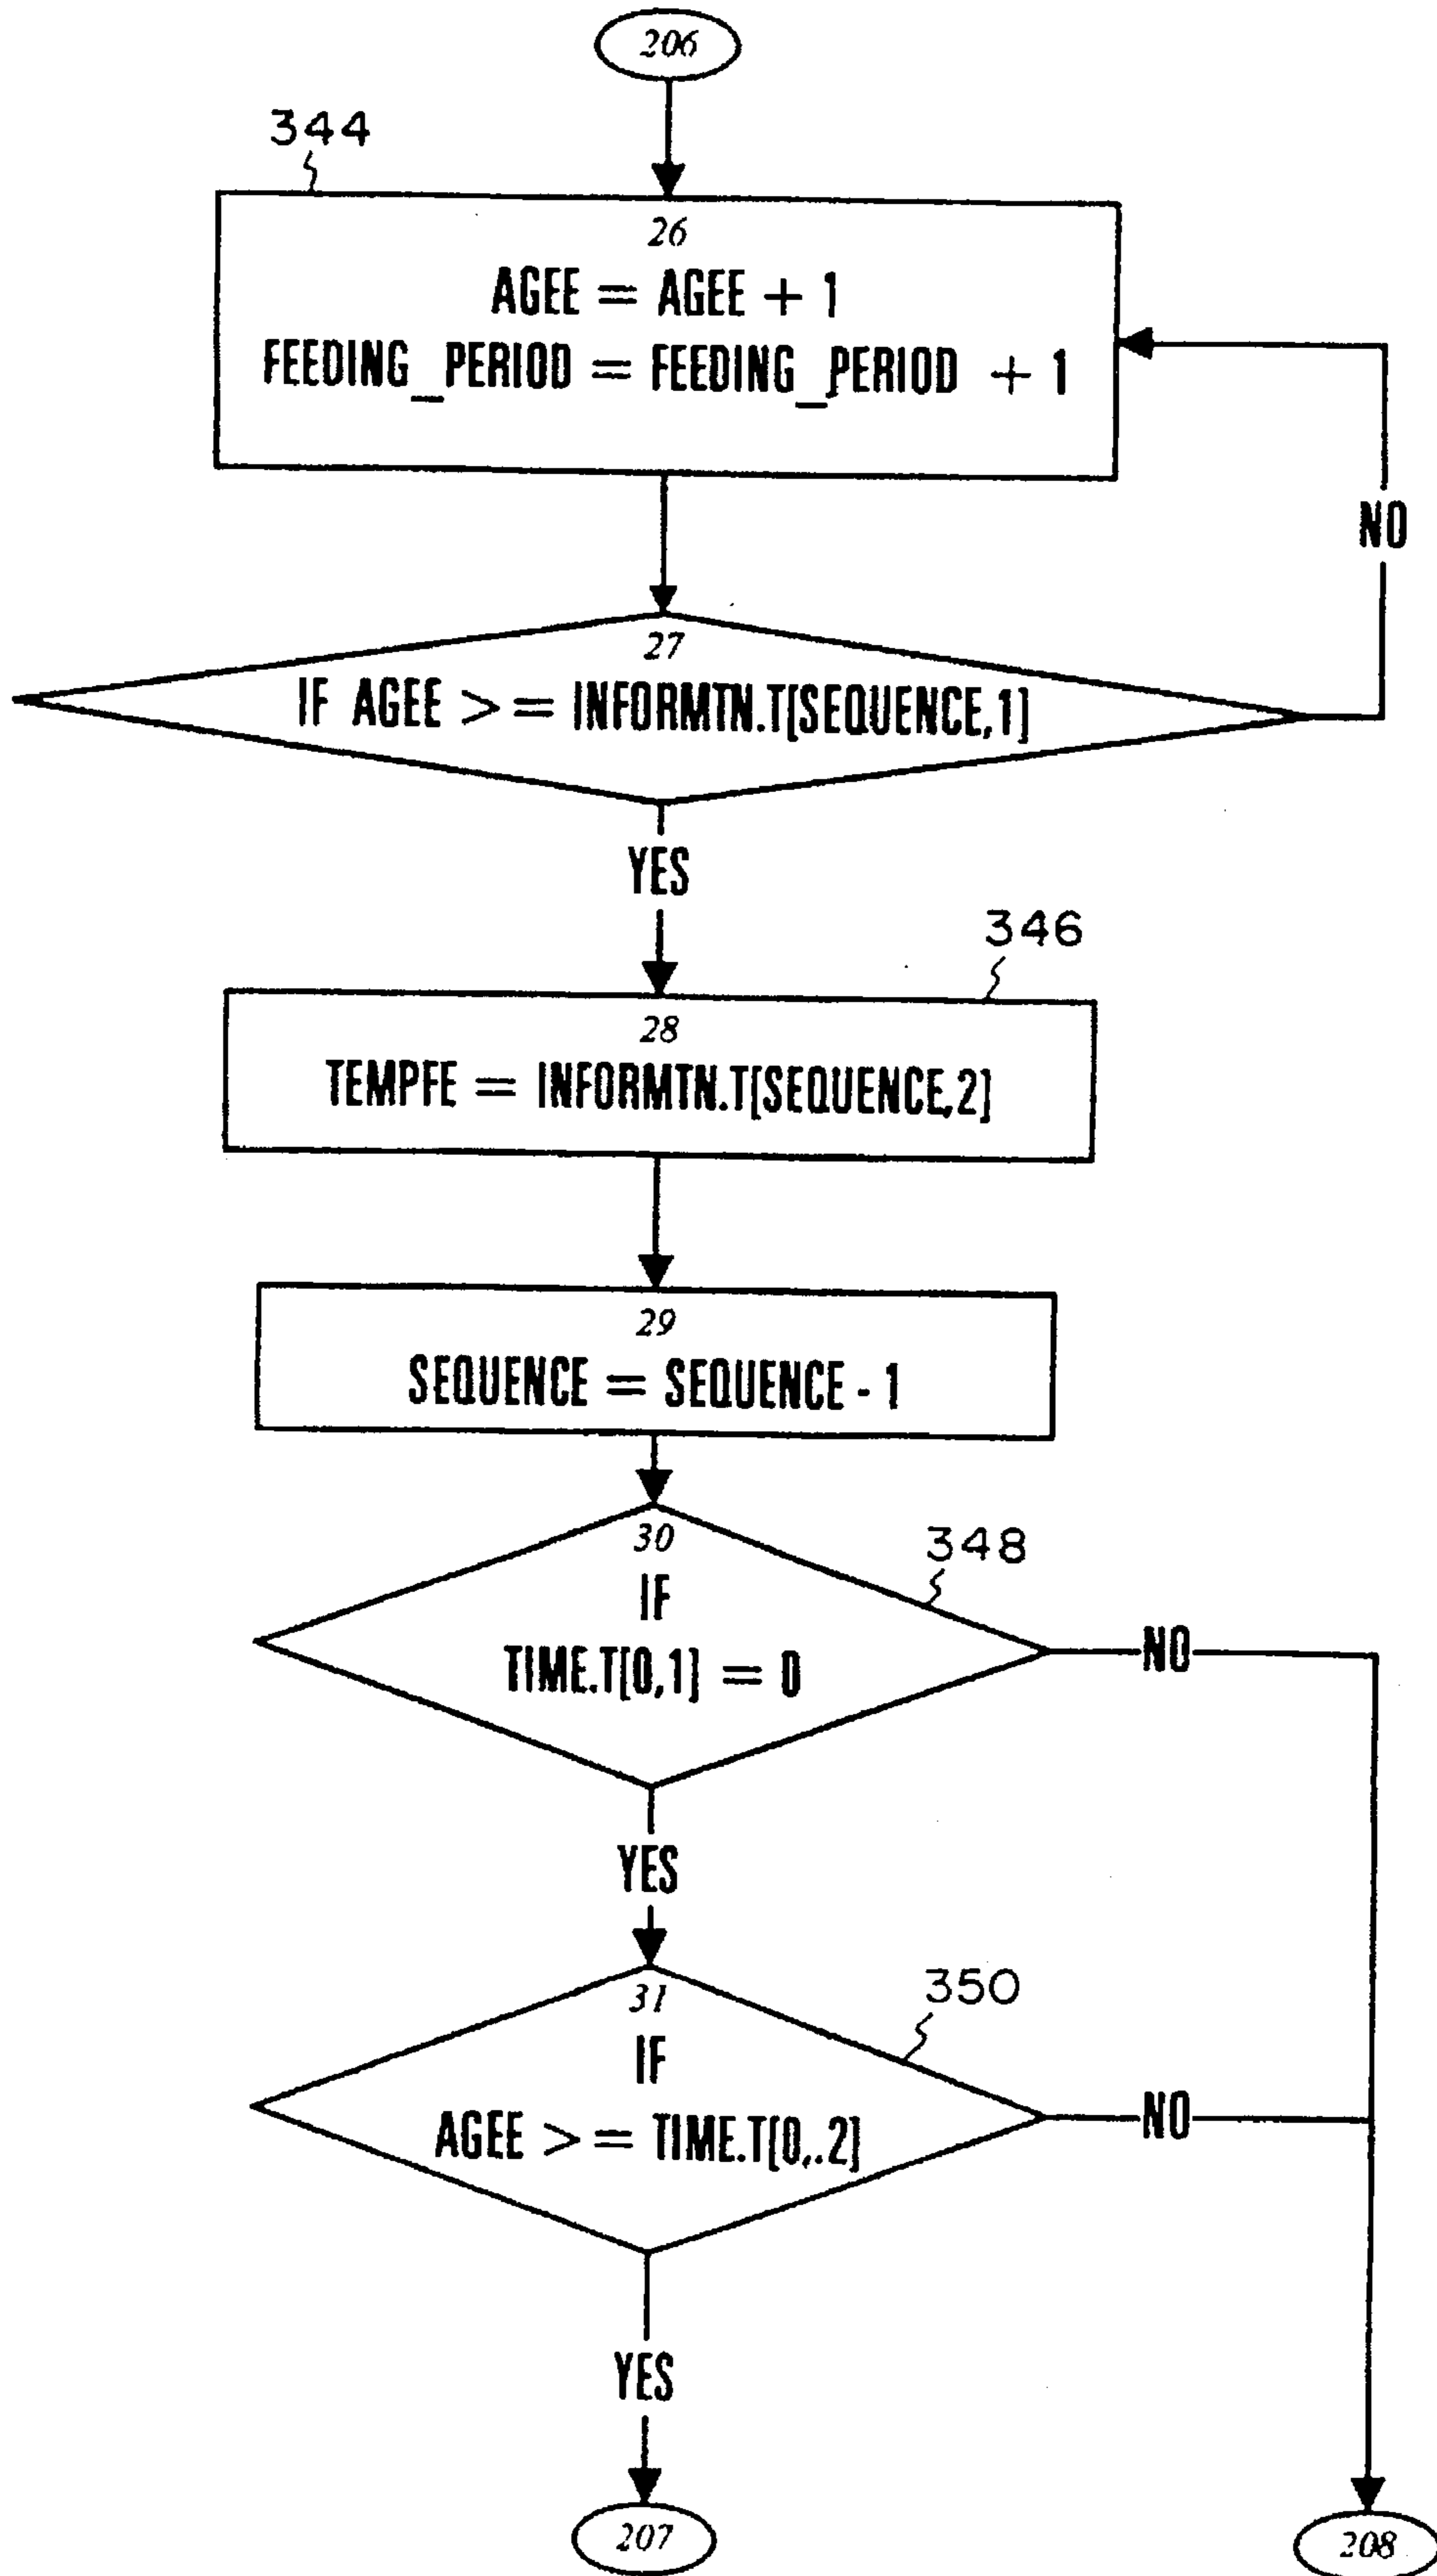 206
344
26
AGEE = AGEE + 1
FEEDING_PERIOD = FEEDING_PERIOD + 1
NO
27
IF AGEE >= INFORMTN.T[SEQUENCE,1]
YES
346
28
TEMPFE = INFORMTN.T[SEQUENCE,2]
29
SEQUENCE = SEQUENCE - 1
30
348
IF
TIME.T[0,1] = 0
NO
YES
31
350
IF
AGEE >= TIME.T[0,.2]
NO
YES
207
208